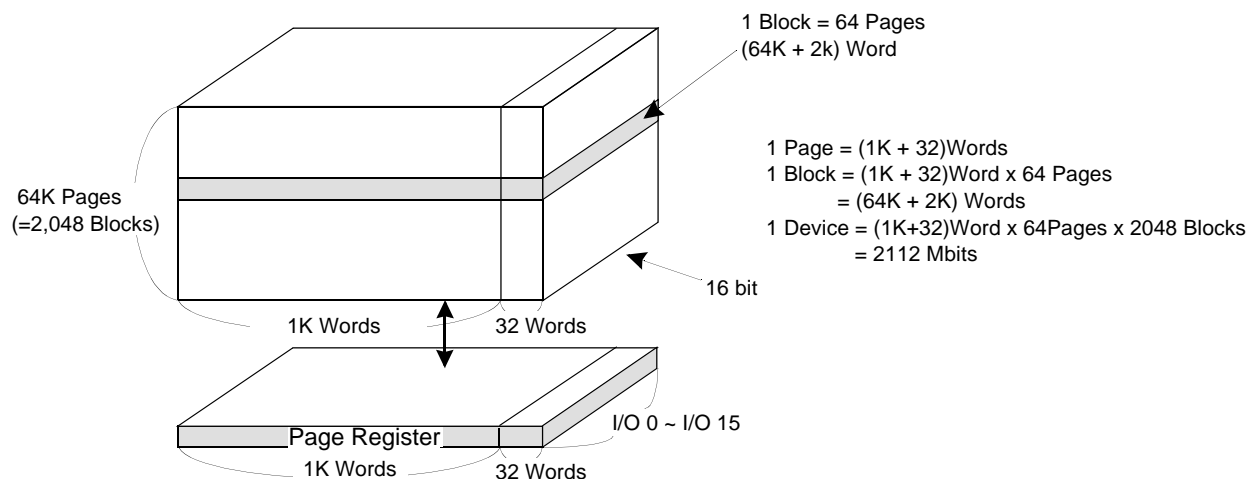 1 Block = 64 Pages
(64K + 2k) Word
1 Page = (1K + 32)Words
1 Block = (1K + 32)Word x 64 Pages
= (64K + 2K) Words
1 Device = (1K+32)Word x 64Pages x 2048 Blocks
= 2112 Mbits
64K Pages
(=2,048 Blocks)
16 bit
1K Words
32 Words
I/O 0 ~ I/O 15
Page Register
1K Words
32 Words